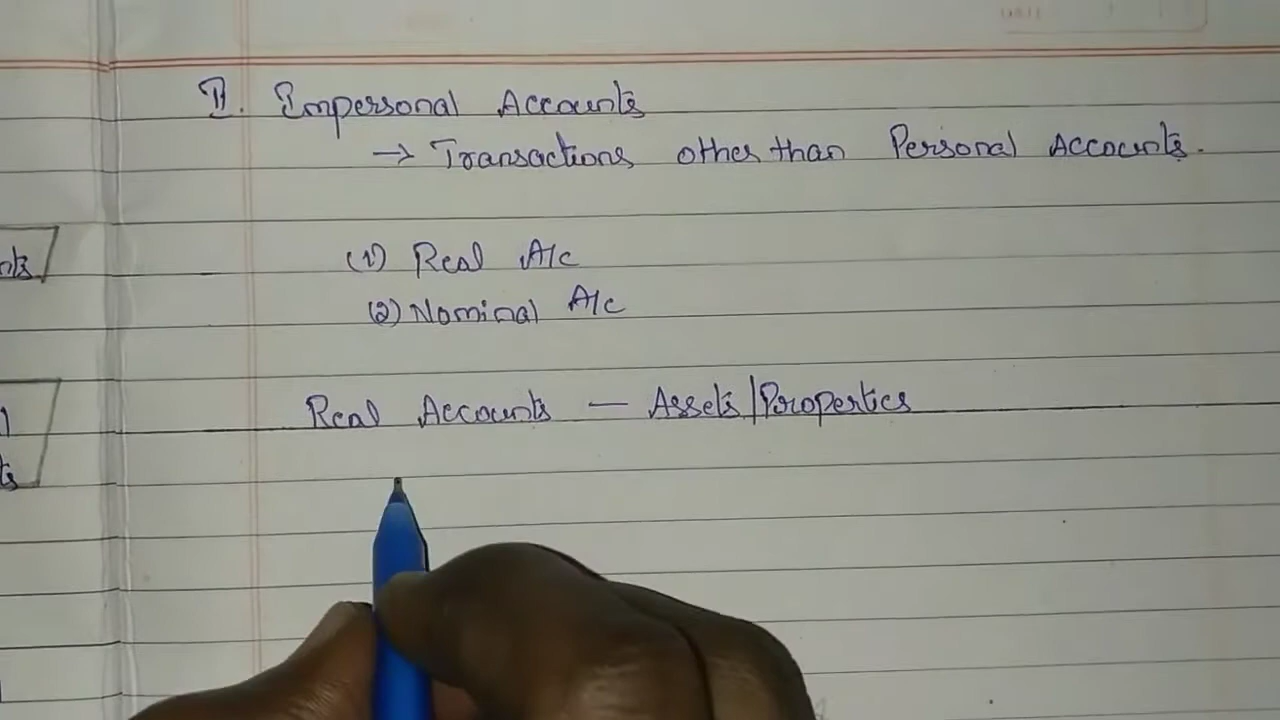 II. Impersonal Accounts
→ Transactions other than Personal Accounts.
(1) Real A/c
(2) Nominal A/c
Real Accounts — Assets/Properties